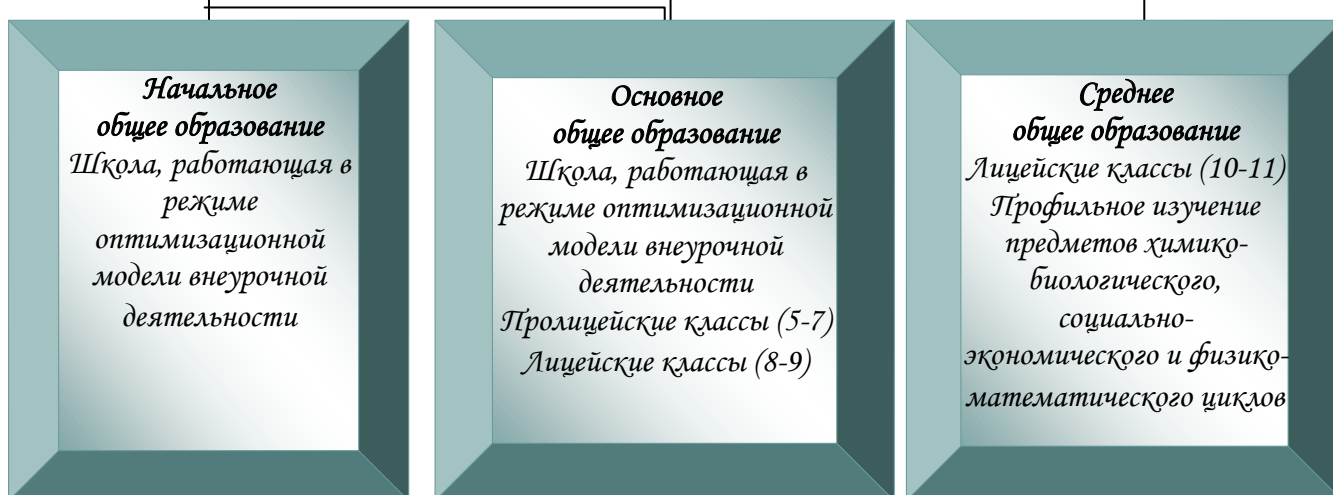 Начальное
общее образование
Школа, работающая в
режиме
оптимизационной
модели внеурочной
деятельности
Основное
общее образование
Школа, работающая в
режиме оптимизационной
модели внеурочной
деятельности
Пролицейские классы (5-7)
Лицейские классы (8-9)
Среднее
общее образование
Лицейские классы (10-11)
Профильное изучение
предметов химико-
биологического,
социально-
экономического и физико-
математического циклов